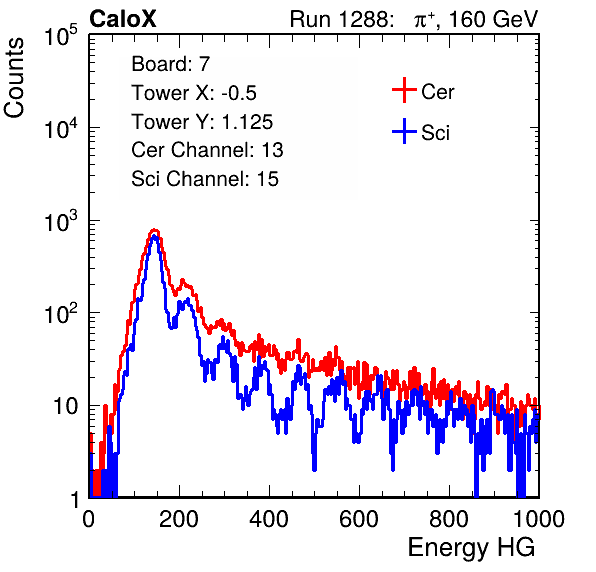 CaloX Run 1288: π⁺, 160 GeV
Board: 7
Tower X: -0.5
Tower Y: 1.125
Cer Channel: 13
Sci Channel: 15
Cer
Sci
Counts
10⁵
10⁴
10³
10²
10
1
0 200 400 600 800 1000
Energy HG